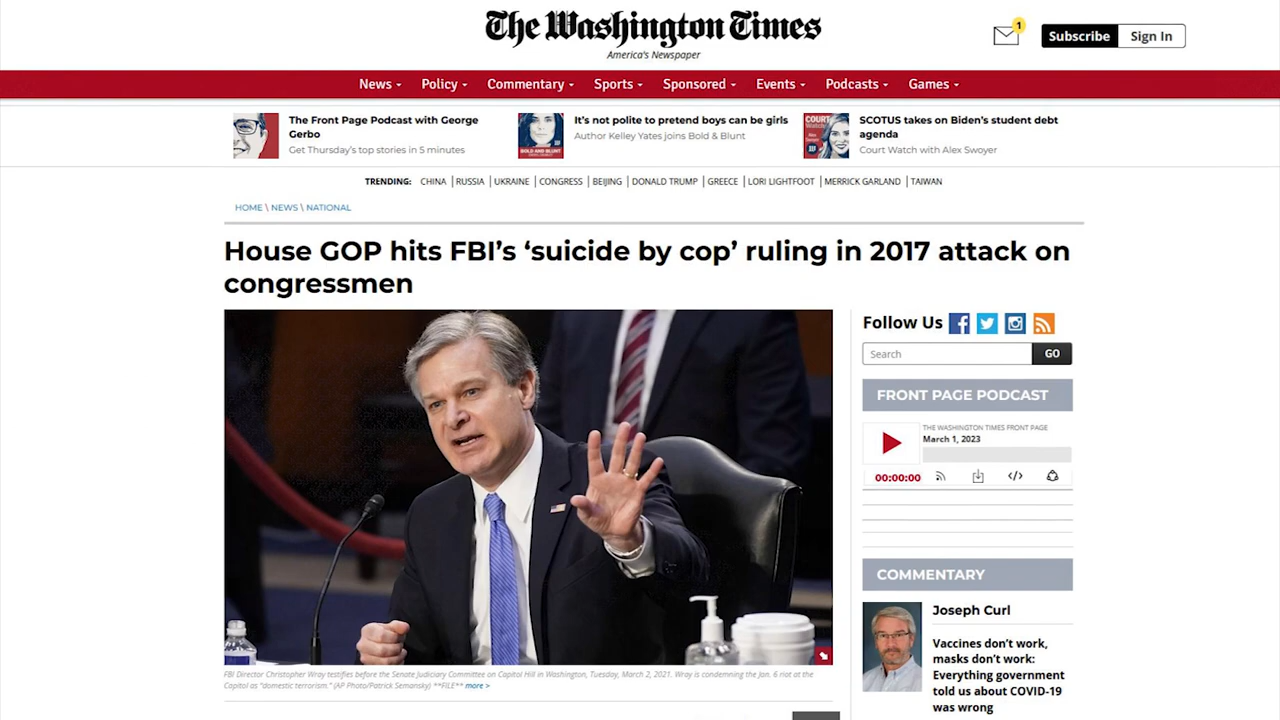 The Washington Times
America's Newspaper
1
Subscribe
Sign In
News
Policy
Commentary
Sports
Sponsored
Events
Podcasts
Games
The Front Page Podcast with George
Gerbo
Get Thursday's top stories in 5 minutes
BOLD AND BLUNT
It's not polite to pretend boys can be girls
Author Kelley Yates joins Bold & Blunt
COURT
Watch
SCOTUS takes on Biden's student debt
agenda
Court Watch with Alex Swoyer
TRENDING: CHINA | RUSSIA | UKRAINE | CONGRESS | BEIJING | DONALD TRUMP | GREECE | LORI LIGHTFOOT | MERRICK GARLAND | TAIWAN
HOME \ NEWS \ NATIONAL
House GOP hits FBI's ‘suicide by cop’ ruling in 2017 attack on
congressmen
FBI Director Christopher Wray testifies before the Senate Judiciary Committee on Capitol Hill in Washington, Tuesday, March 2, 2021. Wray is condemning the Jan. 6 riot at the
Capitol as "domestic terrorism." (AP Photo/Patrick Semansky) **FILE** more >
Follow Us
Search
GO
FRONT PAGE PODCAST
THE WASHINGTON TIMES FRONT PAGE
March 1, 2023
00:00:00
COMMENTARY
Joseph Curl
Vaccines don't work,
masks don't work:
Everything government
told us about COVID-19
was wrong